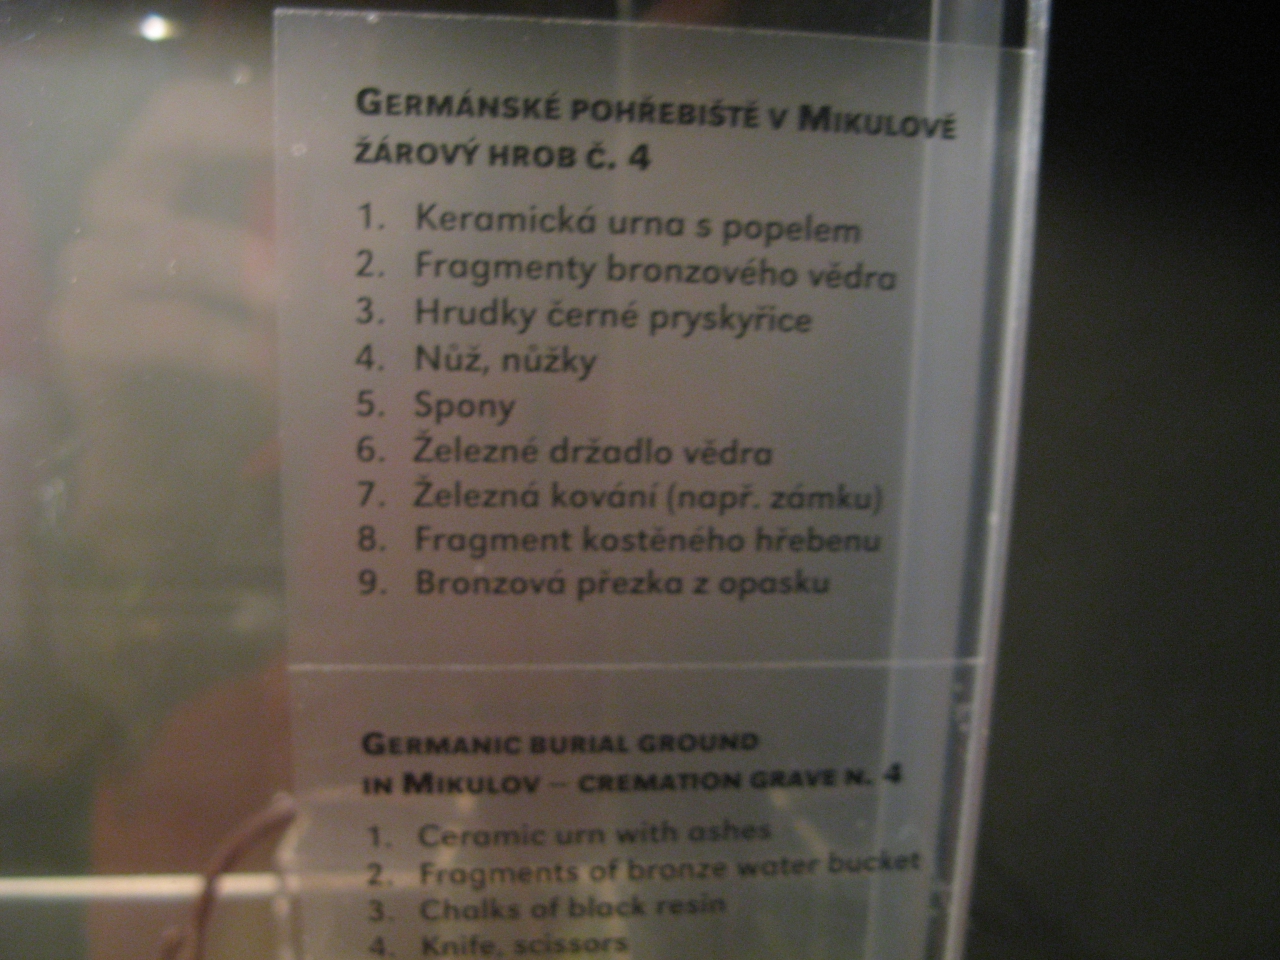 GERMÁNSKÉ POHŘEBIŠTĚ V MIKULOVĚ
ŽÁROVÝ HROB Č. 4
1. Keramická urna s popelem
2. Fragmenty bronzového vědra
3. Hrudky černé pryskyřice
4. Nůž, nůžky
5. Spony
6. Železné držadlo vědra
7. Železná kování (např. zámku)
8. Fragment kostěného hřebenu
9. Bronzová přezka z opasku
GERMANIC BURIAL GROUND
IN MIKULOV – CREMATION GRAVE N. 4
1. Ceramic urn with ashes
2. Fragments of bronze water bucket
3. Chalks of black resin
4. Knife, scissors